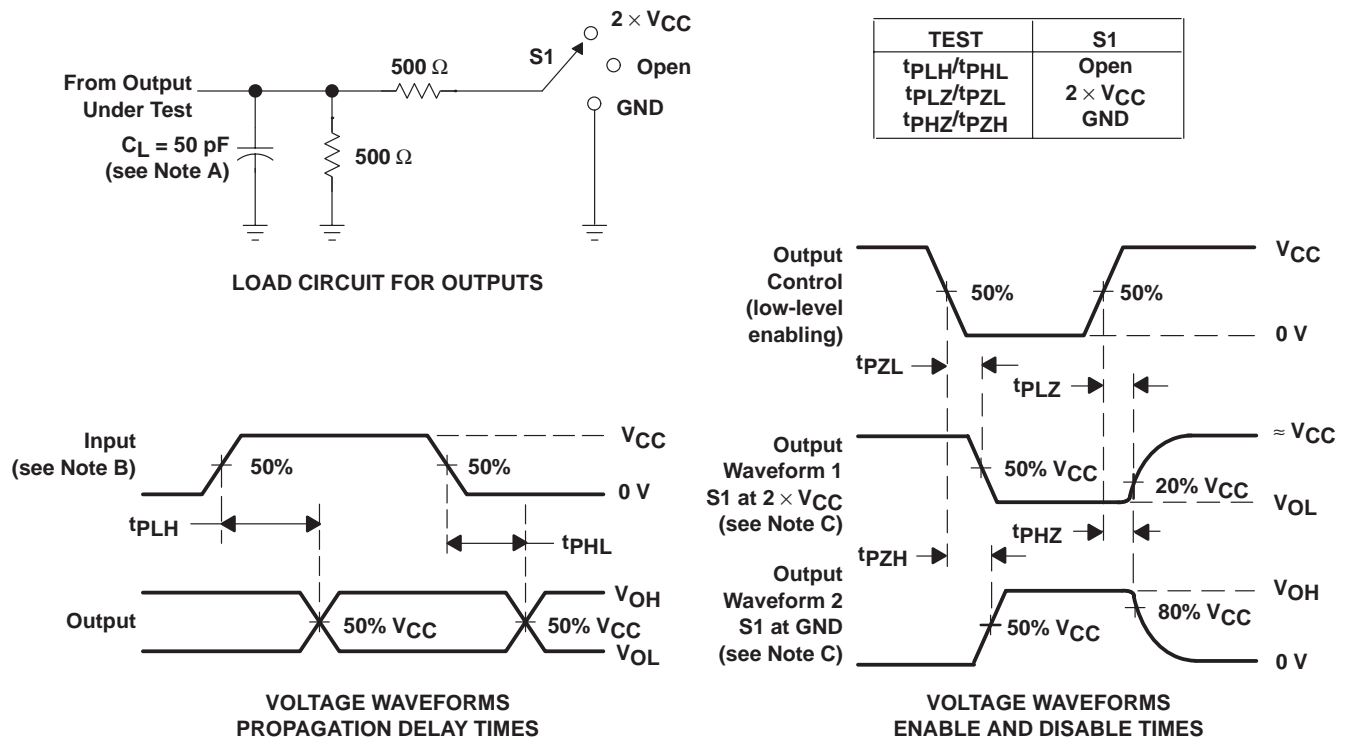 2 × VCC
S1
500 Ω
Open
From Output
Under Test
GND
CL = 50 pF
(see Note A)
500 Ω
LOAD CIRCUIT FOR OUTPUTS
TEST S1
tPLH/tPHL Open
tPLZ/tPZL 2 × VCC
tPHZ/tPZH GND
Input
(see Note B)
50%
50%
VCC
0 V
tPLH
tPHL
Output
50% VCC
50% VCC
VOH
VOL
VOLTAGE WAVEFORMS
PROPAGATION DELAY TIMES
Output
Control
(low-level
enabling)
50%
50%
VCC
0 V
tPZL
tPLZ
Output
Waveform 1
S1 at 2 × VCC
(see Note C)
50% VCC
20% VCC
≈ VCC
VOL
tPHZ
tPZH
Output
Waveform 2
S1 at GND
(see Note C)
50% VCC
80% VCC
VOH
0 V
VOLTAGE WAVEFORMS
ENABLE AND DISABLE TIMES